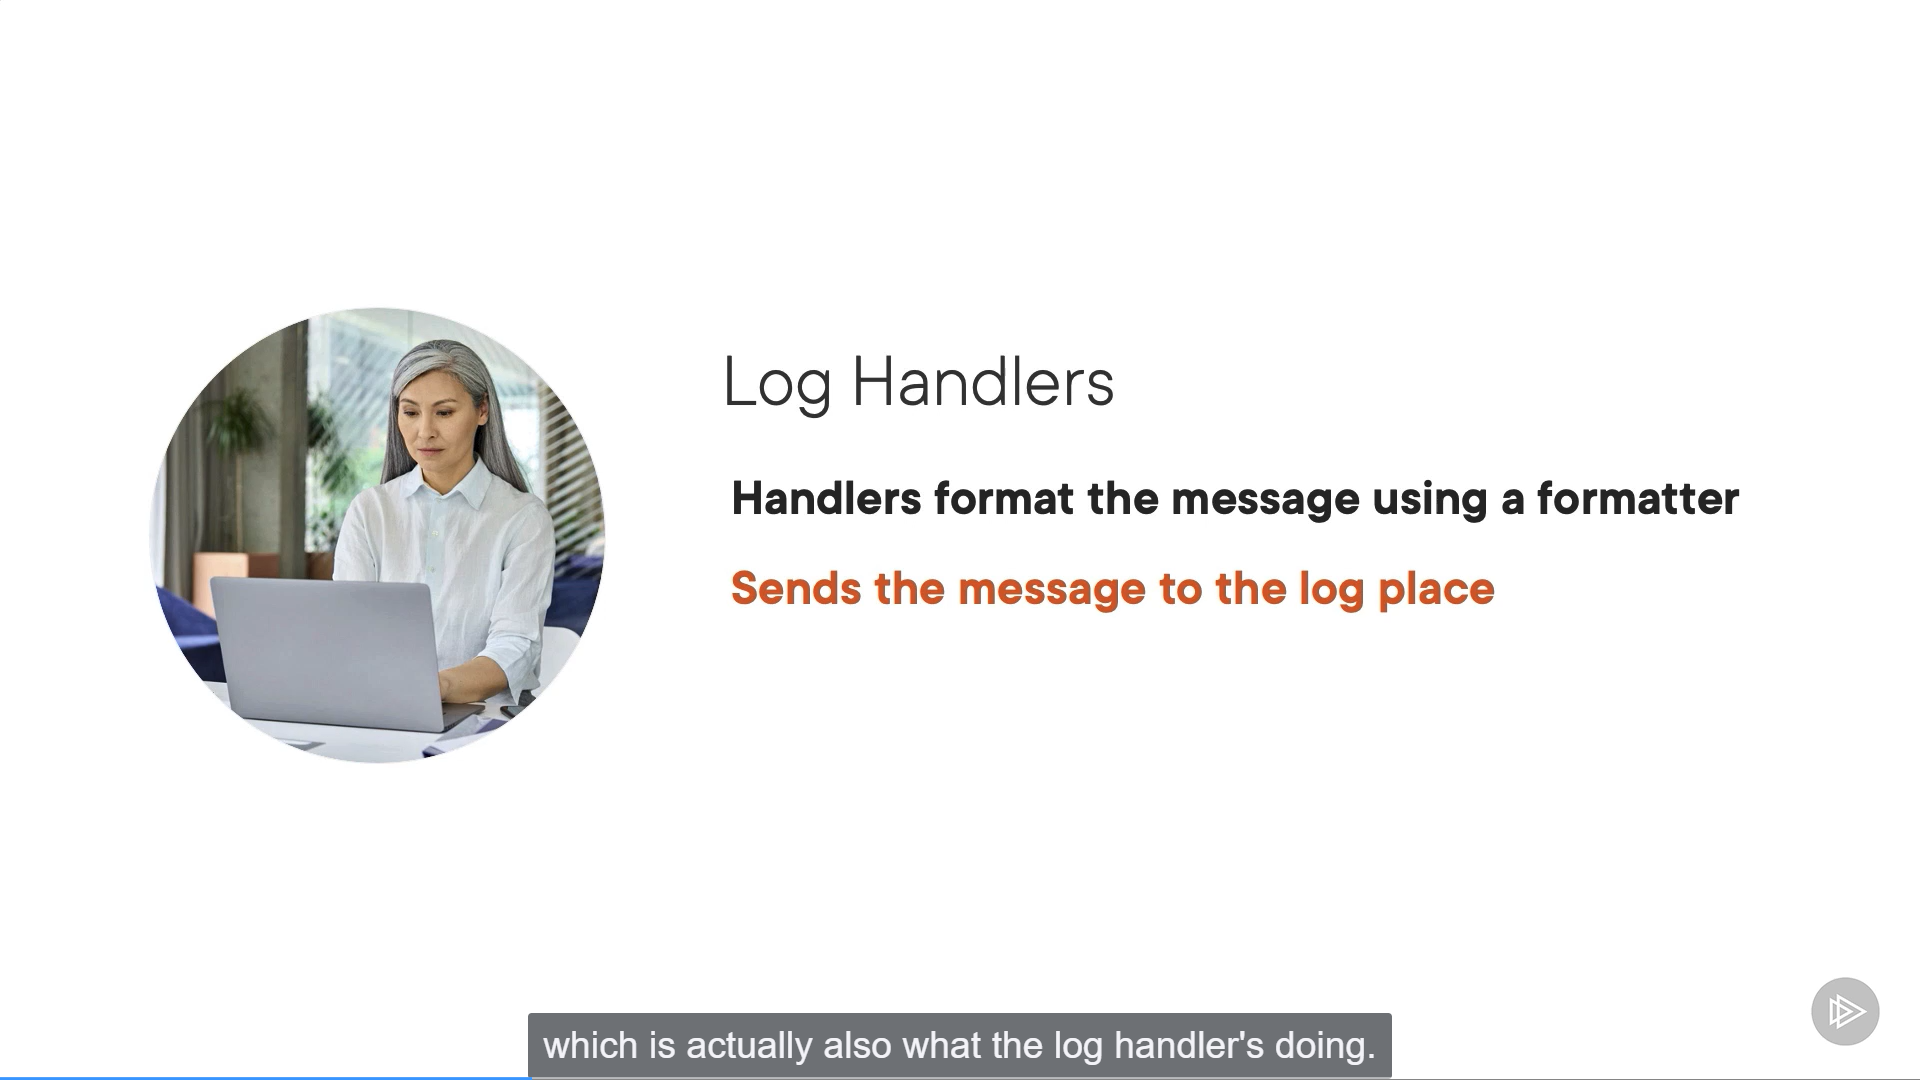 Log Handlers
Handlers format the message using a formatter
Sends the message to the log place
which is actually also what the log handler's doing.